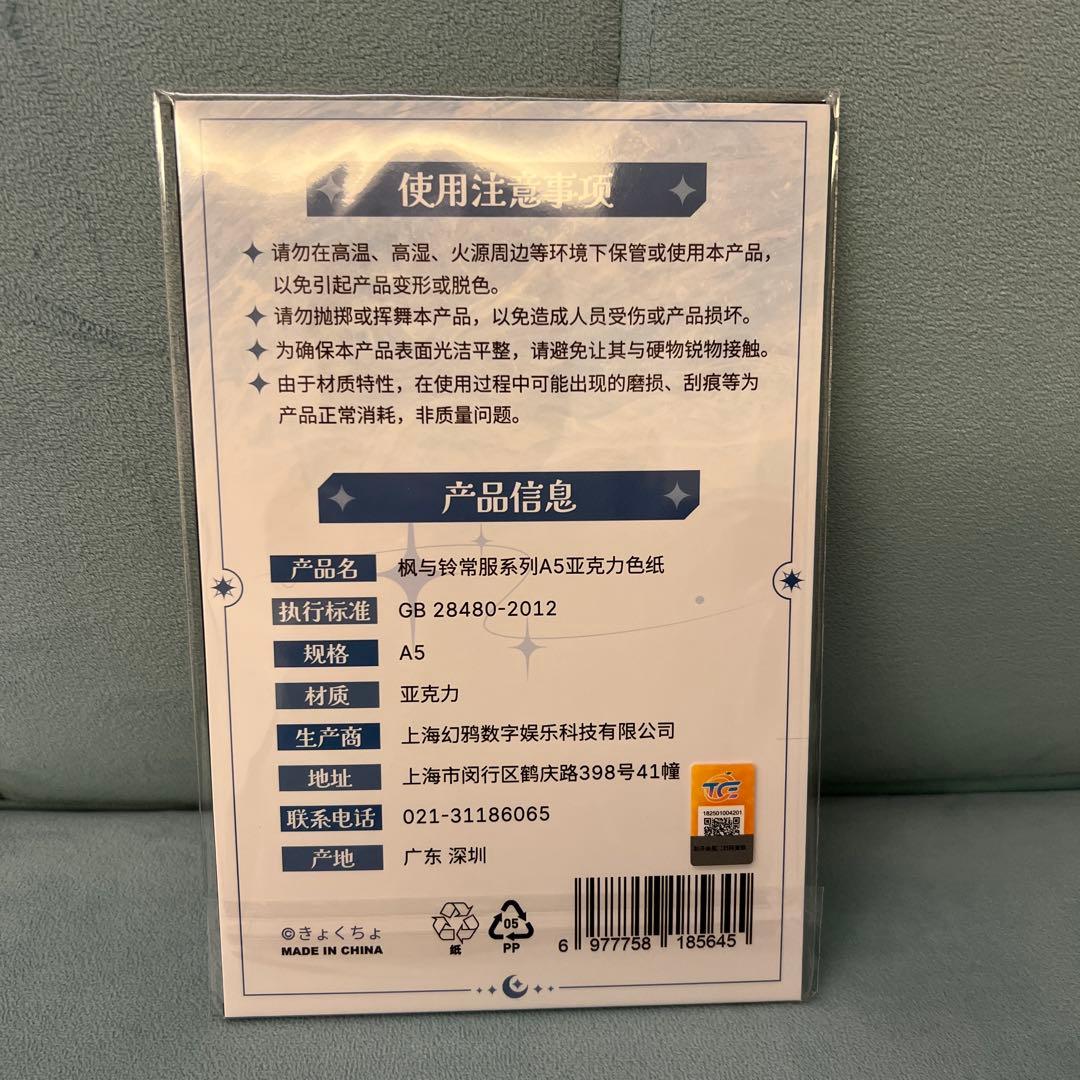 使用注意事项
请勿在高温、高湿、火源周边等环境下保管或使用本产品，
以免引起产品变形或脱色。
请勿抛掷或挥舞本产品，以免造成人员受伤或产品损坏。
为确保本产品表面光洁平整，请避免让其与硬物锐物接触。
由于材质特性，在使用过程中可能出现的磨损、刮痕等为
产品正常消耗，非质量问题。
产品信息
产品名 枫与铃常服系列A5亚克力色纸
执行标准 GB 28480-2012
规格 A5
材质 亚克力
生产商 上海幻鸦数字娱乐科技有限公司
地址 上海市闵行区鹤庆路398号41幢
联系电话 021-31186065
产地 广东 深圳
TCE
182501004201
©きょくちょ
MADE IN CHINA
纸
05
PP
6 977758 185645